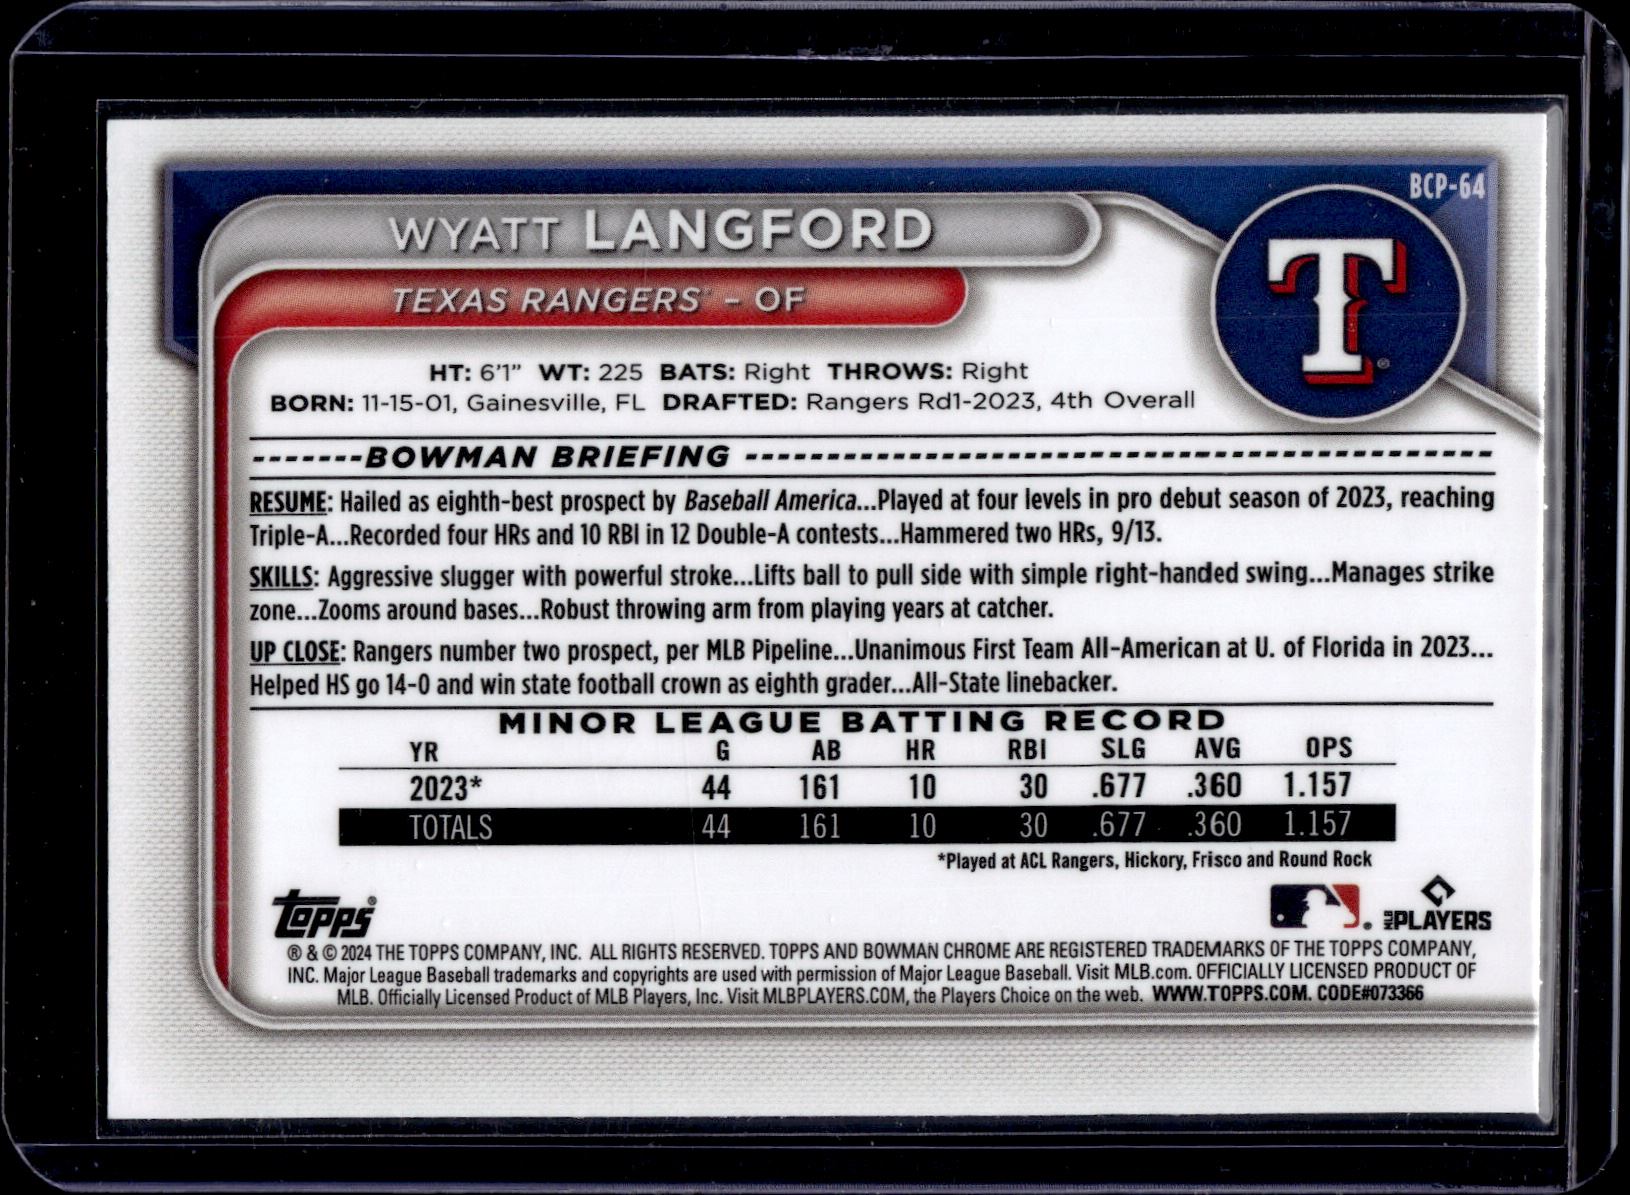 BCP-64
WYATT LANGFORD
TEXAS RANGERS™ – OF
T®
HT: 6'1" WT: 225 BATS: Right THROWS: Right
BORN: 11-15-01, Gainesville, FL DRAFTED: Rangers Rd1-2023, 4th Overall
BOWMAN BRIEFING
RESUME: Hailed as eighth-best prospect by Baseball America...Played at four levels in pro debut season of 2023, reaching
Triple-A...Recorded four HRs and 10 RBI in 12 Double-A contests...Hammered two HRs, 9/13.
SKILLS: Aggressive slugger with powerful stroke...Lifts ball to pull side with simple right-handed swing...Manages strike
zone...Zooms around bases...Robust throwing arm from playing years at catcher.
UP CLOSE: Rangers number two prospect, per MLB Pipeline...Unanimous First Team All-American at U. of Florida in 2023...
Helped HS go 14-0 and win state football crown as eighth grader...All-State linebacker.
MINOR LEAGUE BATTING RECORD
YR G AB HR RBI SLG AVG OPS
2023* 44 161 10 30 .677 .360 1.157
TOTALS 44 161 10 30 .677 .360 1.157
*Played at ACL Rangers, Hickory, Frisco and Round Rock
Topps®
MLB PLAYERS
® & © 2024 THE TOPPS COMPANY, INC. ALL RIGHTS RESERVED. TOPPS AND BOWMAN CHROME ARE REGISTERED TRADEMARKS OF THE TOPPS COMPANY,
INC. Major League Baseball trademarks and copyrights are used with permission of Major League Baseball. Visit MLB.com. OFFICIALLY LICENSED PRODUCT OF
MLB. Officially Licensed Product of MLB Players, Inc. Visit MLBPLAYERS.COM, the Players Choice on the web. WWW.TOPPS.COM. CODE#073366